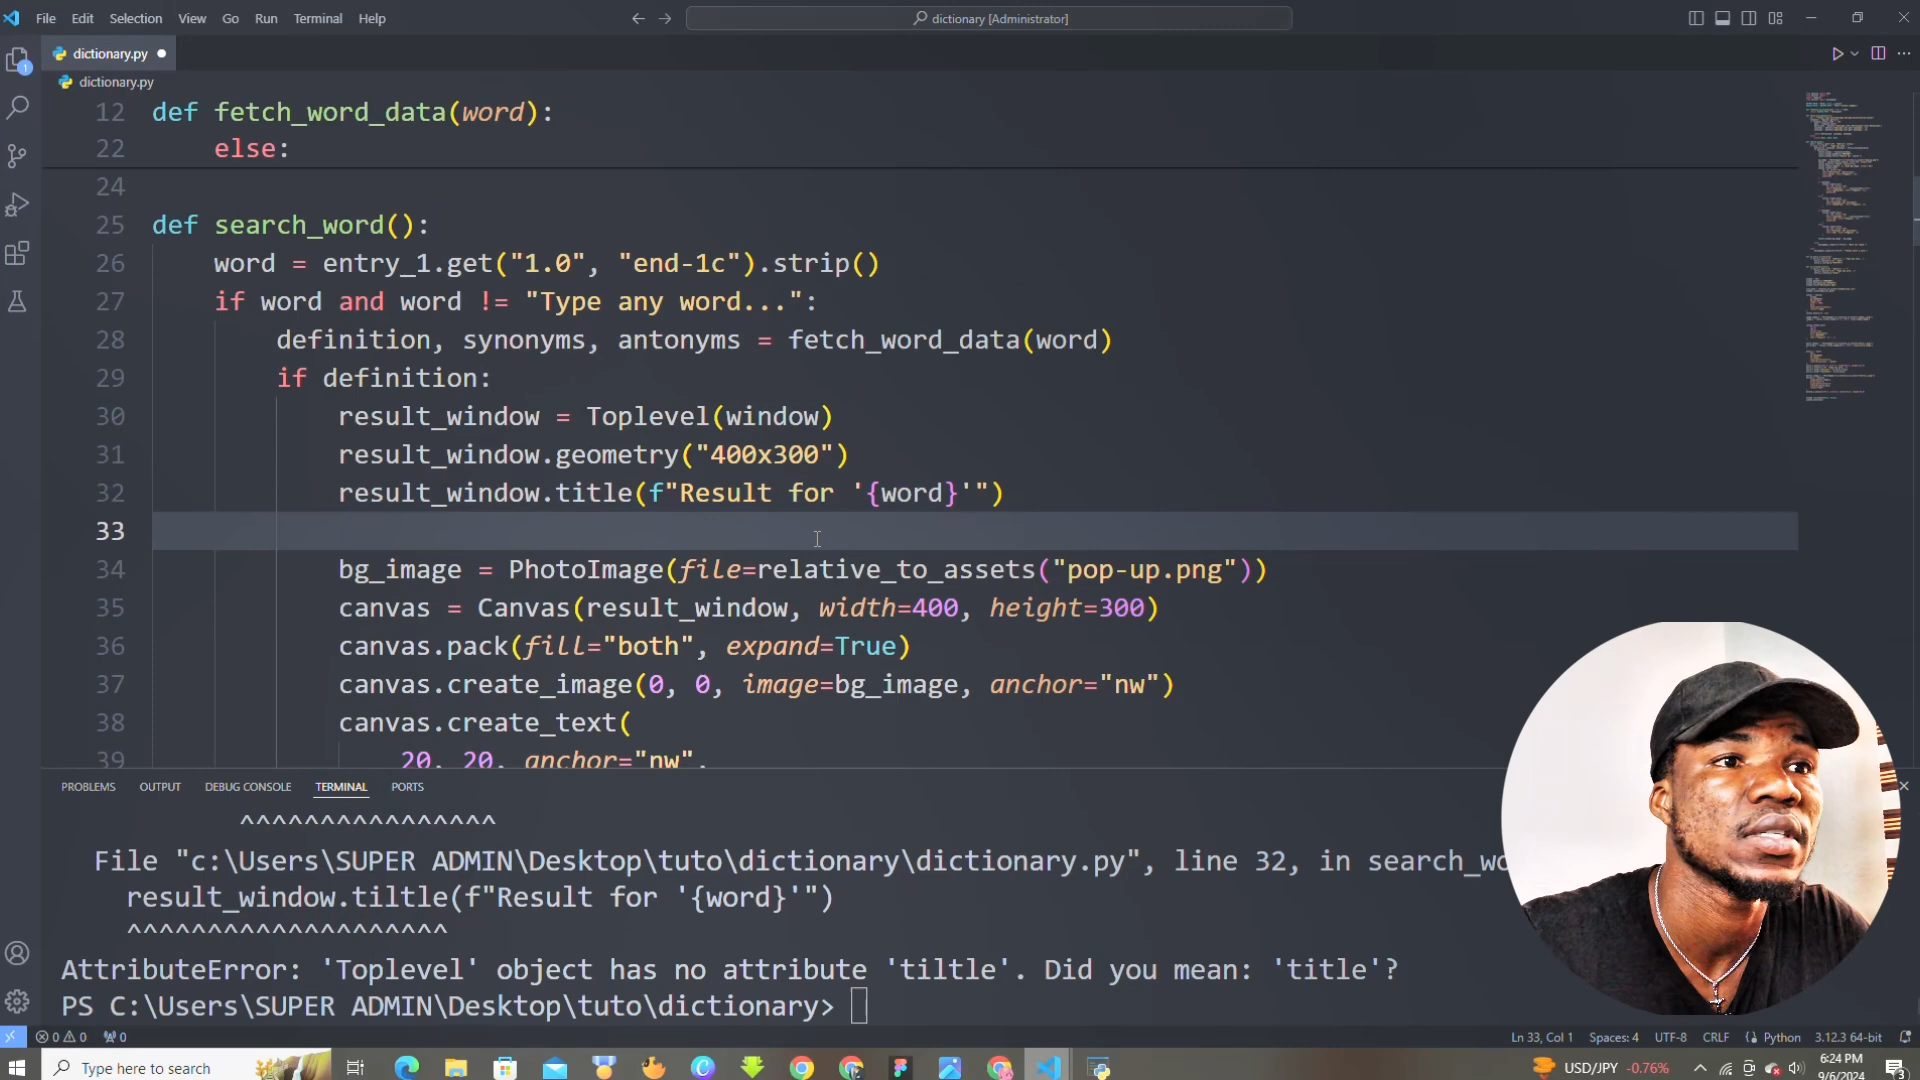 File Edit Selection View Go Run Terminal Help
dictionary [Administrator]
dictionary.py
dictionary.py
12 def fetch_word_data(word):
22 else:
24
25 def search_word():
26 word = entry_1.get("1.0", "end-1c").strip()
27 if word and word != "Type any word...":
28 definition, synonyms, antonyms = fetch_word_data(word)
29 if definition:
30 result_window = Toplevel(window)
31 result_window.geometry("400x300")
32 result_window.title(f"Result for '{word}'")
33
34 bg_image = PhotoImage(file=relative_to_assets("pop-up.png"))
35 canvas = Canvas(result_window, width=400, height=300)
36 canvas.pack(fill="both", expand=True)
37 canvas.create_image(0, 0, image=bg_image, anchor="nw")
38 canvas.create_text(
39 20, 20, anchor="nw",
PROBLEMS OUTPUT DEBUG CONSOLE TERMINAL PORTS
^^^^^^^^^^^^^^^^
File "c:\Users\SUPER ADMIN\Desktop\tuto\dictionary\dictionary.py", line 32, in search_wo
result_window.tiltle(f"Result for '{word}'")
^^^^^^^^^^^^^^^^^^^^
AttributeError: 'Toplevel' object has no attribute 'tiltle'. Did you mean: 'title'?
PS C:\Users\SUPER ADMIN\Desktop\tuto\dictionary>
0 0 0 Ln 33, Col 1 Spaces: 4 UTF-8 CRLF Python 3.12.3 64-bit
Type here to search USD/JPY -0.76% 6:24 PM
9/6/2024 3